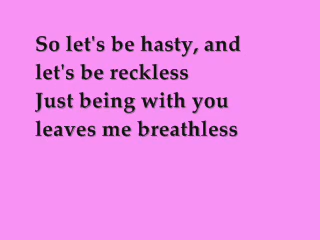 So let's be hasty, and
let's be reckless
Just being with you
leaves me breathless